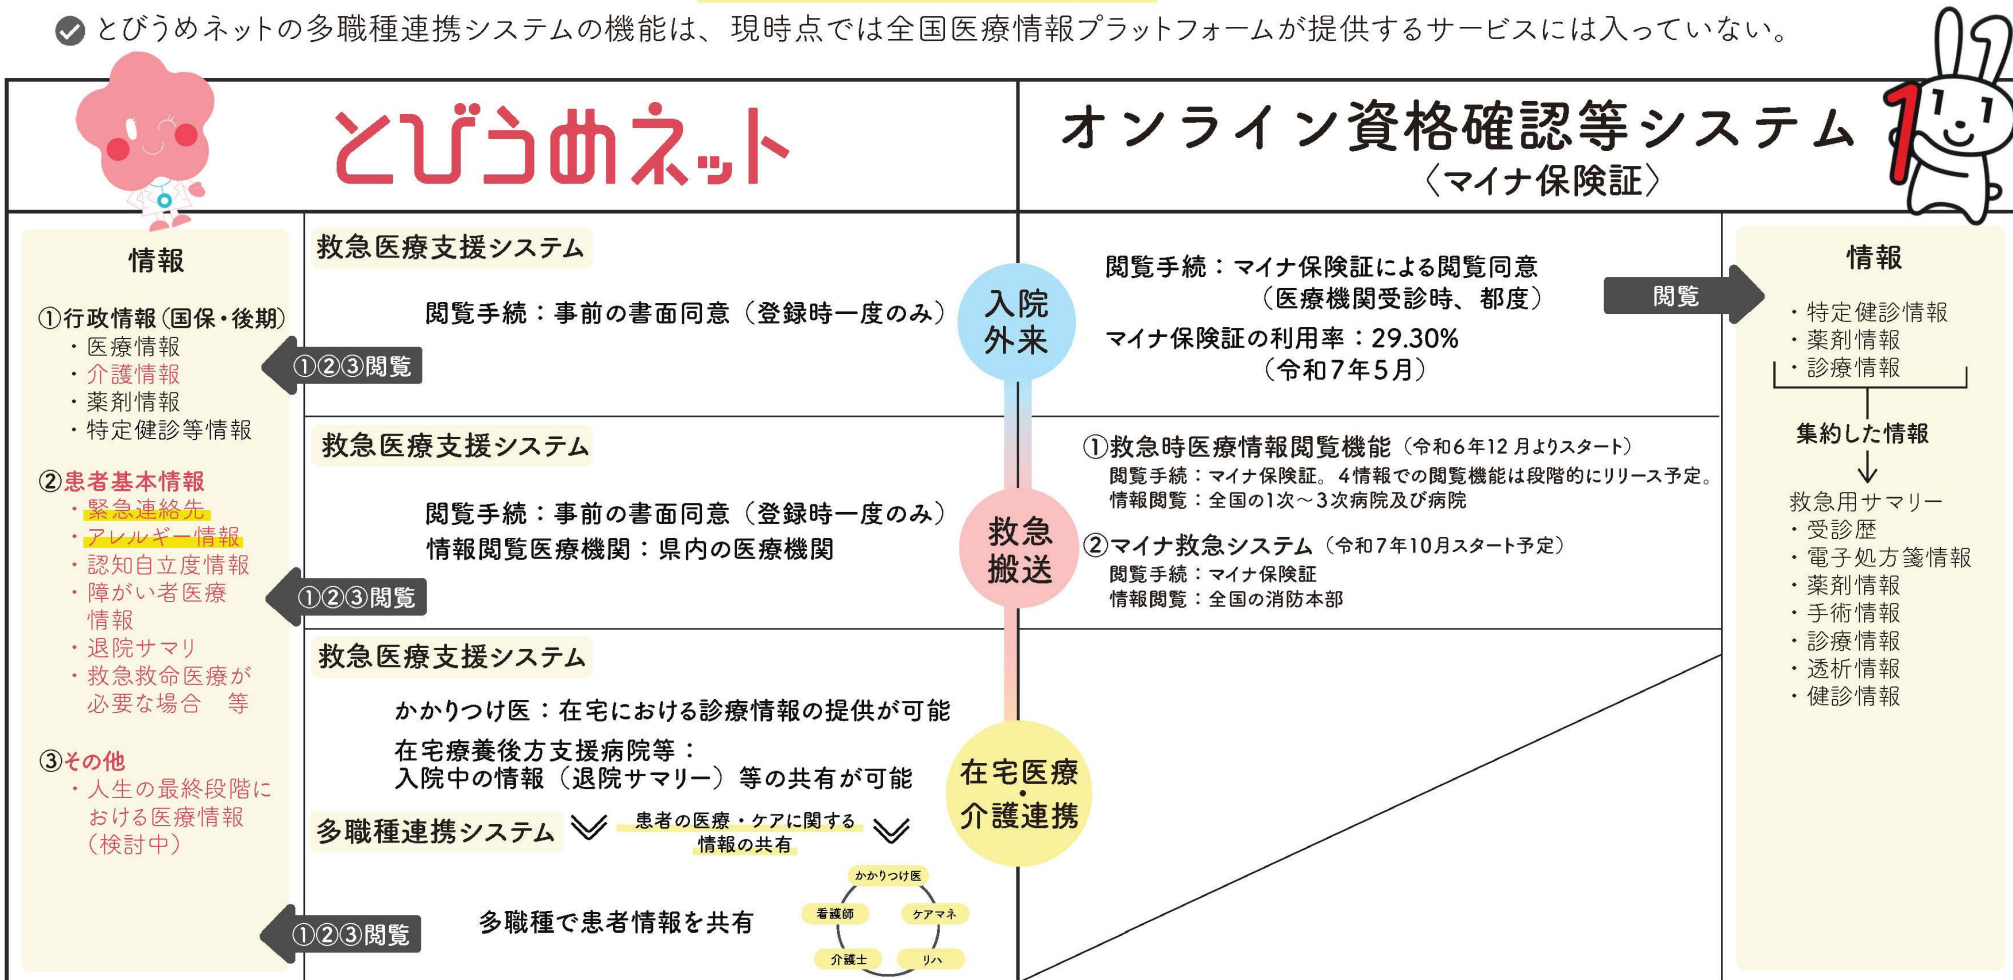 とびうめネットの多職種連携システムの機能は、現時点では全国医療情報プラットフォームが提供するサービスには入っていない。
とびうめネット
オンライン資格確認等システム
〈マイナ保険証〉
情報
①行政情報(国保・後期)
・医療情報
・介護情報
・薬剤情報
・特定健診等情報
②患者基本情報
・緊急連絡先
・アレルギー情報
・認知自立度情報
・障がい者医療
情報
・退院サマリ
・救急救命医療が
必要な場合 等
③その他
・人生の最終段階に
おける医療情報
(検討中)
救急医療支援システム
閲覧手続：事前の書面同意（登録時一度のみ）
①②③閲覧
入院
外来
閲覧手続：マイナ保険証による閲覧同意
（医療機関受診時、都度）
マイナ保険証の利用率：29.30%
（令和7年5月）
閲覧
救急医療支援システム
閲覧手続：事前の書面同意（登録時一度のみ）
情報閲覧医療機関：県内の医療機関
①②③閲覧
救急
搬送
①救急時医療情報閲覧機能（令和6年12月よりスタート）
閲覧手続：マイナ保険証。4情報での閲覧機能は段階的にリリース予定。
情報閲覧：全国の1次～3次病院及び病院
②マイナ救急システム（令和7年10月スタート予定）
閲覧手続：マイナ保険証
情報閲覧：全国の消防本部
救急医療支援システム
かかりつけ医：在宅における診療情報の提供が可能
在宅療養後方支援病院等：
入院中の情報（退院サマリー）等の共有が可能
多職種連携システム
患者の医療・ケアに関する
情報の共有
在宅医療
・
介護連携
①②③閲覧
多職種で患者情報を共有
かかりつけ医
看護師
ケアマネ
介護士
リハ
情報
・特定健診情報
・薬剤情報
・診療情報
集約した情報
救急用サマリー
・受診歴
・電子処方箋情報
・薬剤情報
・手術情報
・診療情報
・透析情報
・健診情報